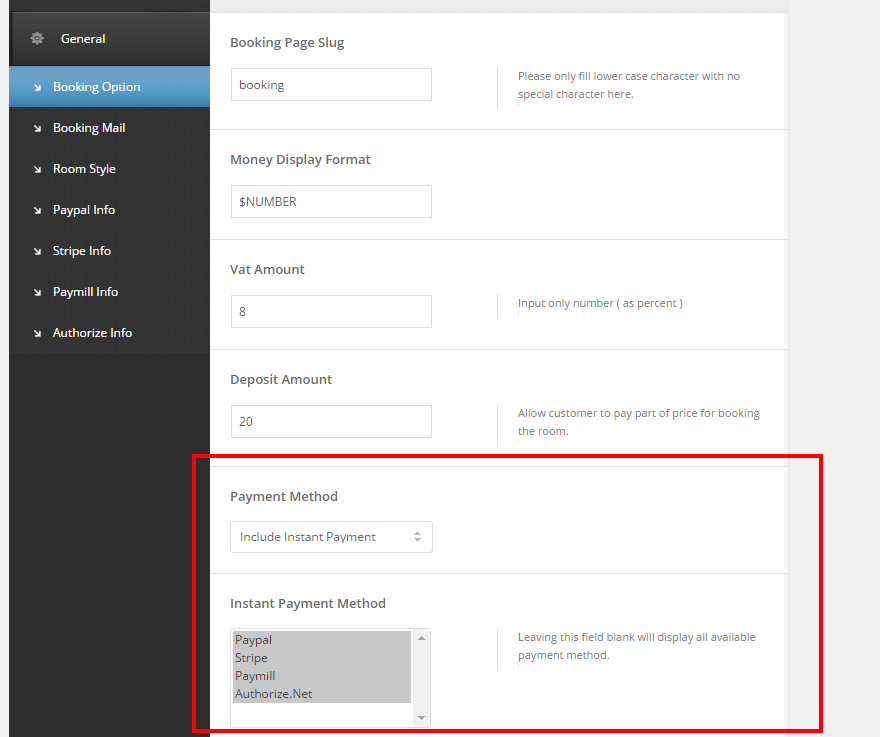 General
Booking Option
Booking Mail
Room Style
Paypal Info
Stripe Info
Paymill Info
Authorize Info
Booking Page Slug
booking
Please only fill lower case character with no
special character here.
Money Display Format
$NUMBER
Vat Amount
8
Input only number ( as percent )
Deposit Amount
20
Allow customer to pay part of price for booking
the room.
Payment Method
Include Instant Payment
Instant Payment Method
Paypal
Stripe
Paymill
Authorize.Net
Leaving this field blank will display all available
payment method.